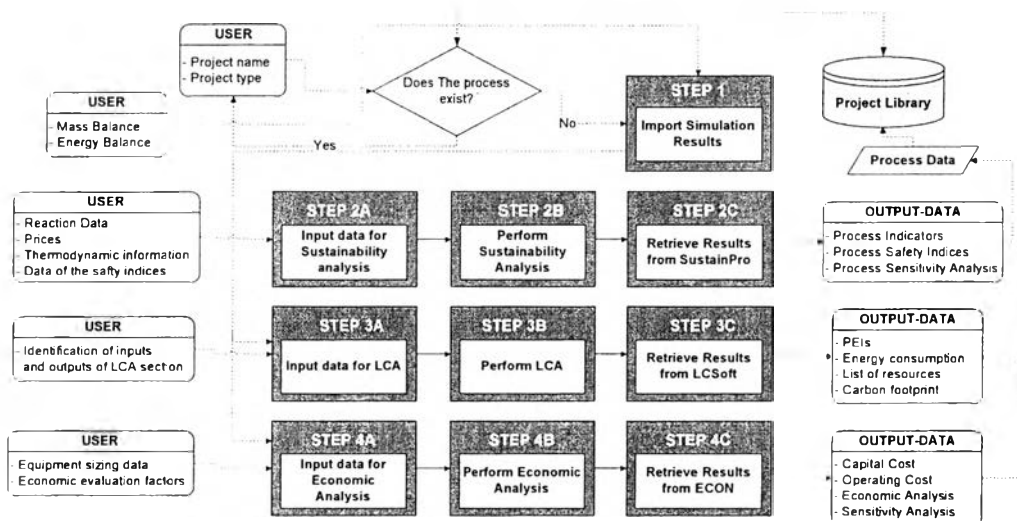 USER
- Project name
- Project type
Does The process
exist?
STEP 1
Import Simulation
Results
Project Library
USER
- Mass Balance
- Energy Balance
No
Yes
Process Data
USER
- Reaction Data
- Prices
- Thermodynamic information
- Data of the safty indices
STEP 2A
Input data for
Sustainability
analysis
STEP 2B
Perform
Sustainability
Analysis
STEP 2C
Retrieve Results
from SustainPro
OUTPUT-DATA
- Process Indicators
- Process Safety Indices
- Process Sensitivity Analysis
USER
- Identification of inputs
and outputs of LCA section
STEP 3A
Input data for LCA
STEP 3B
Perform LCA
STEP 3C
Retrieve Results
from LCSoft
OUTPUT-DATA
- PEIs
- Energy consumption
- List of resources
- Carbon footprint
USER
- Equipment sizing data
- Economic evaluation factors
STEP 4A
Input data for
Economic
Analysis
STEP 4B
Perform Economic
Analysis
STEP 4C
Retrieve Results
from ECON
OUTPUT-DATA
- Capital Cost
- Operating Cost
- Economic Analysis
- Sensitivity Analysis